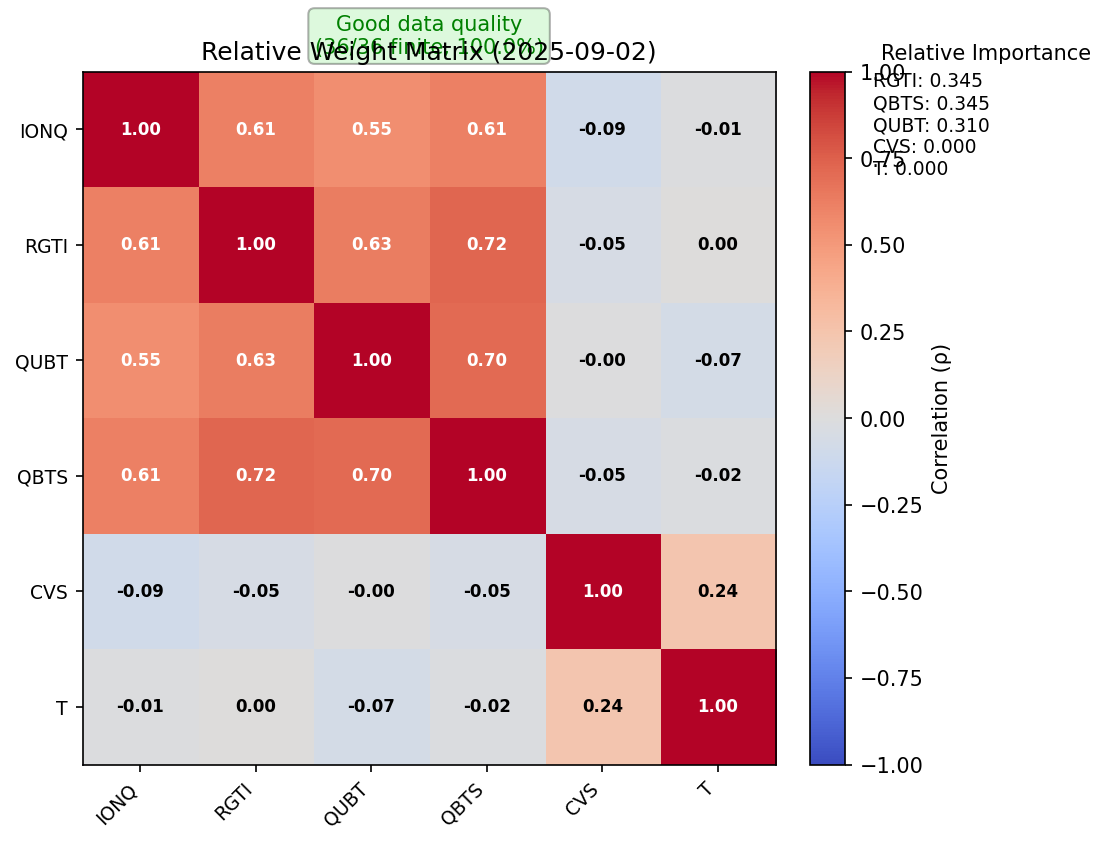 Good data quality
(36/36 finite, 100.0%)
Relative Weight Matrix (2025-09-02)
Relative Importance
RGTI: 0.345
QBTS: 0.345
QUBT: 0.310
CVS: 0.000
T: 0.000
IONQ 1.00 0.61 0.55 0.61 -0.09 -0.01
RGTI 0.61 1.00 0.63 0.72 -0.05 0.00
QUBT 0.55 0.63 1.00 0.70 -0.00 -0.07
QBTS 0.61 0.72 0.70 1.00 -0.05 -0.02
CVS -0.09 -0.05 -0.00 -0.05 1.00 0.24
T -0.01 0.00 -0.07 -0.02 0.24 1.00
IONQ RGTI QUBT QBTS CVS T
1.00
0.75
0.50
0.25
0.00
−0.25
−0.50
−0.75
−1.00
Correlation (ρ)